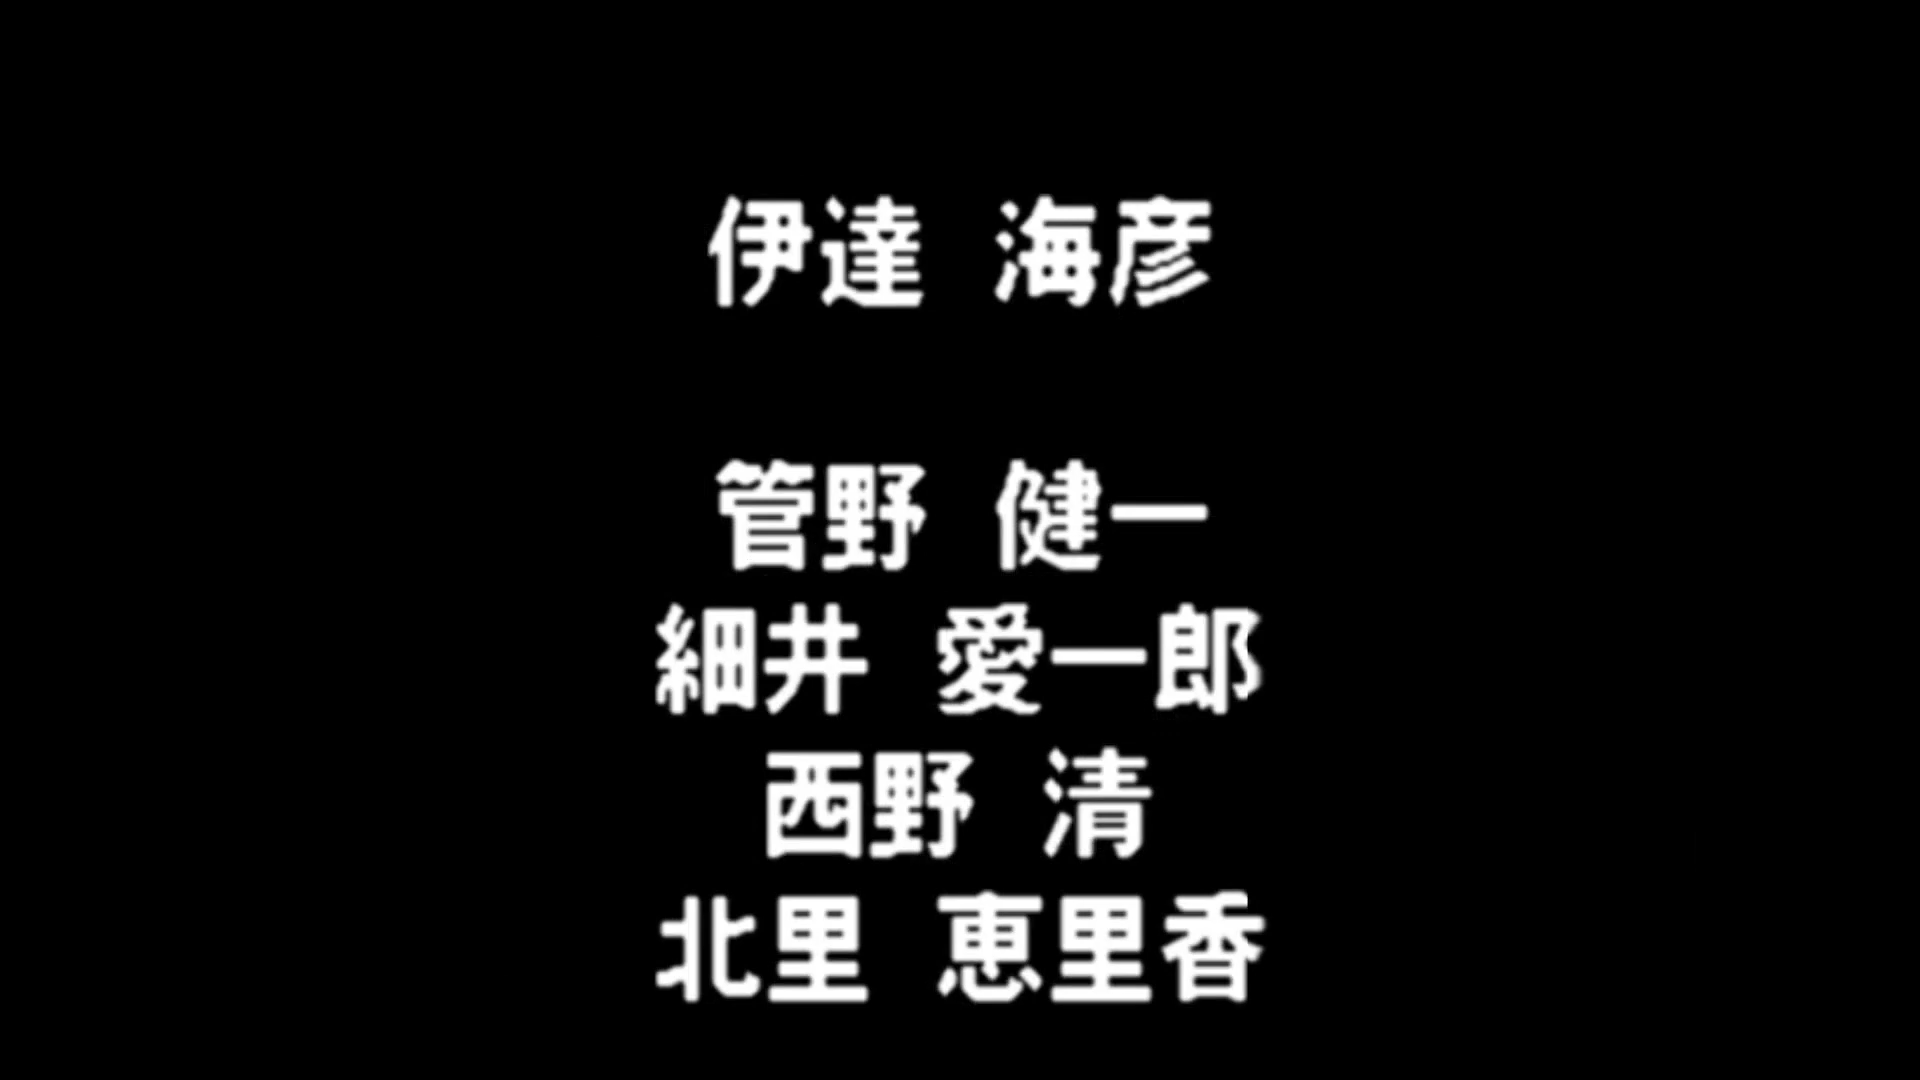 伊達 海彦
管野 健一
細井 愛一郎
西野 清
北里 恵里香